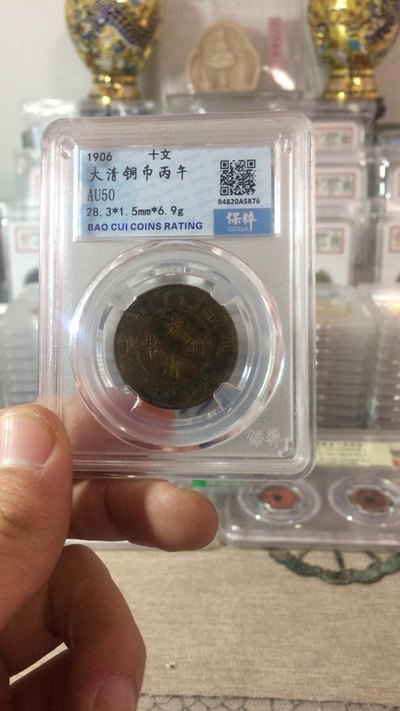 1906 十文
大清铜币丙午
AU50
28.3*1.5mm*6.9g
BAO CUI COINS RATING
B4820A5876
保粹
CCGA
大
清
銅
幣